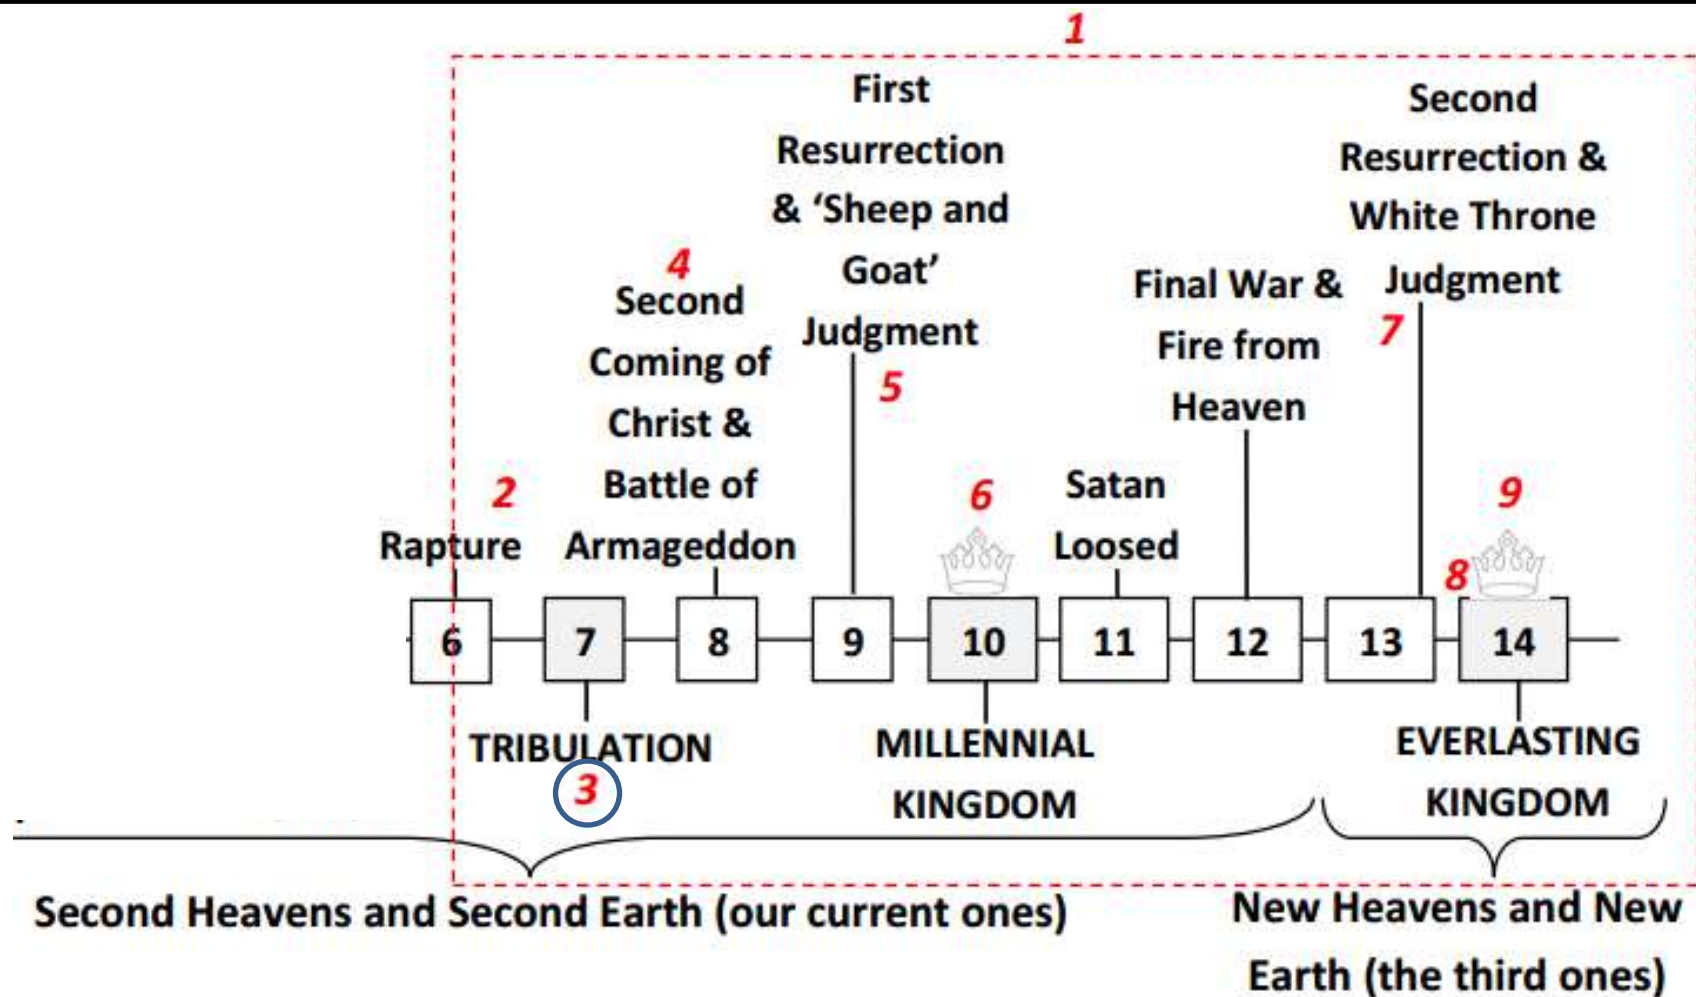 1
First
Resurrection
& ‘Sheep and
Goat’
Judgment
5
Second
Resurrection &
White Throne
Judgment
7
4
Second
Coming of
Christ &
Battle of
Armageddon
Final War &
Fire from
Heaven
2
Rapture
6
Satan
Loosed
9
8
6 7 8 9 10 11 12 13 14
TRIBULATION
3
MILLENNIAL
KINGDOM
EVERLASTING
KINGDOM
Second Heavens and Second Earth (our current ones)
New Heavens and New
Earth (the third ones)